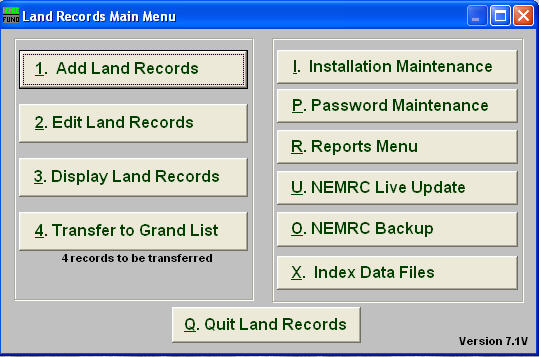 Land Records Main Menu
1. Add Land Records
2. Edit Land Records
3. Display Land Records
4. Transfer to Grand List
4 records to be transferred
I. Installation Maintenance
P. Password Maintenance
R. Reports Menu
U. NEMRC Live Update
O. NEMRC Backup
X. Index Data Files
Q. Quit Land Records
Version 7.1V